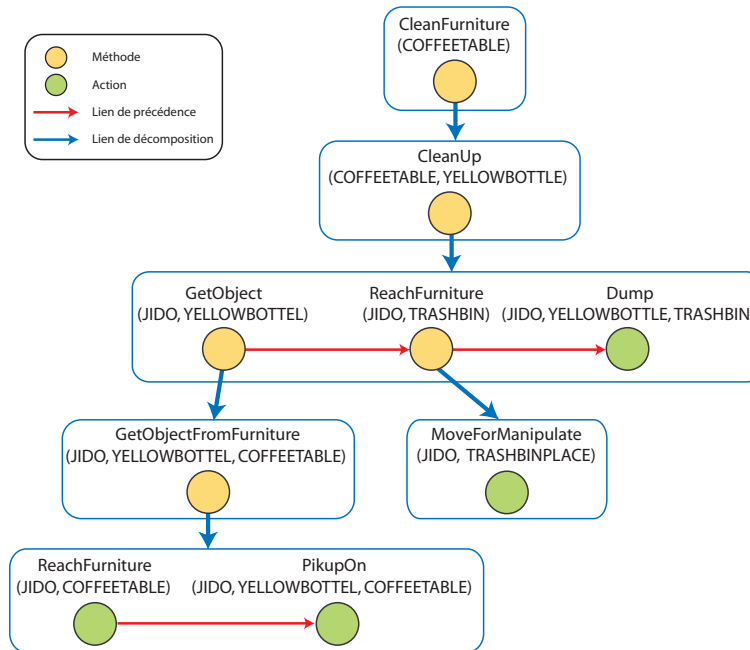 CleanFurniture
(COFFEETABLE)
Méthode
Action
Lien de précédence
Lien de décomposition
CleanUp
(COFFEETABLE, YELLOWBOTTLE)
GetObject
(JIDO, YELLOWBOTTEL)
ReachFurniture
(JIDO, TRASHBIN)
Dump
(JIDO, YELLOWBOTTLE, TRASHBIN
GetObjectFromFurniture
(JIDO, YELLOWBOTTEL, COFFEETABLE)
MoveForManipulate
(JIDO, TRASHBINPLACE)
ReachFurniture
(JIDO, COFFEETABLE)
PikupOn
(JIDO, YELLOWBOTTEL, COFFEETABLE)